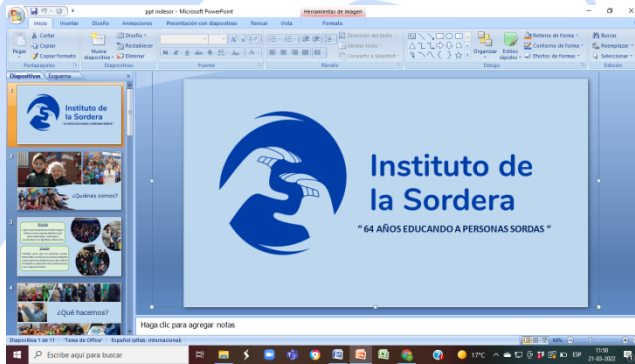 ppt indesor - Microsoft PowerPoint
Herramientas de imagen
Inicio Insertar Diseño Animaciones Presentación con diapositivas Revisar Vista Formato
Pegar
Cortar
Copiar
Copiar formato
Portapapeles
Nueva diapositiva
Diseño
Restablecer
Eliminar
Diapositivas
Fuente
Dirección del texto
Alinear texto
Convertir a SmartArt
Párrafo
Organizar
Estilos rápidos
Relleno de forma
Contorno de forma
Efectos de formas
Dibujo
Buscar
Reemplazar
Seleccionar
Edición
Diapositivas Esquema
1
Instituto de
la Sordera
2
¿Quiénes somos?
3
4
¿Qué hacemos?
Instituto de
la Sordera
“ 64 AÑOS EDUCANDO A PERSONAS SORDAS “
Haga clic para agregar notas
Diapositiva 1 de 11 "Tema de Office" Español (alfab. internacional)
60%
Escribe aquí para buscar
17°C
ESP
11:50
21-03-2022